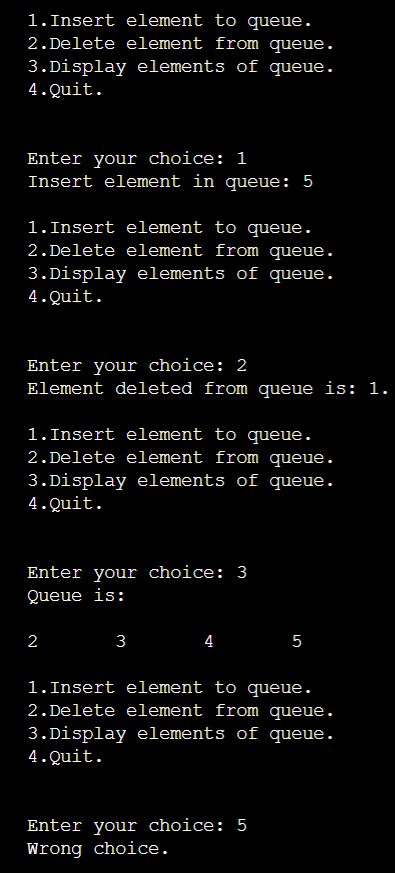 1.Insert element to queue.
2.Delete element from queue.
3.Display elements of queue.
4.Quit.
Enter your choice: 1
Insert element in queue: 5
1.Insert element to queue.
2.Delete element from queue.
3.Display elements of queue.
4.Quit.
Enter your choice: 2
Element deleted from queue is: 1.
1.Insert element to queue.
2.Delete element from queue.
3.Display elements of queue.
4.Quit.
Enter your choice: 3
Queue is:
2 3 4 5
1.Insert element to queue.
2.Delete element from queue.
3.Display elements of queue.
4.Quit.
Enter your choice: 5
Wrong choice.